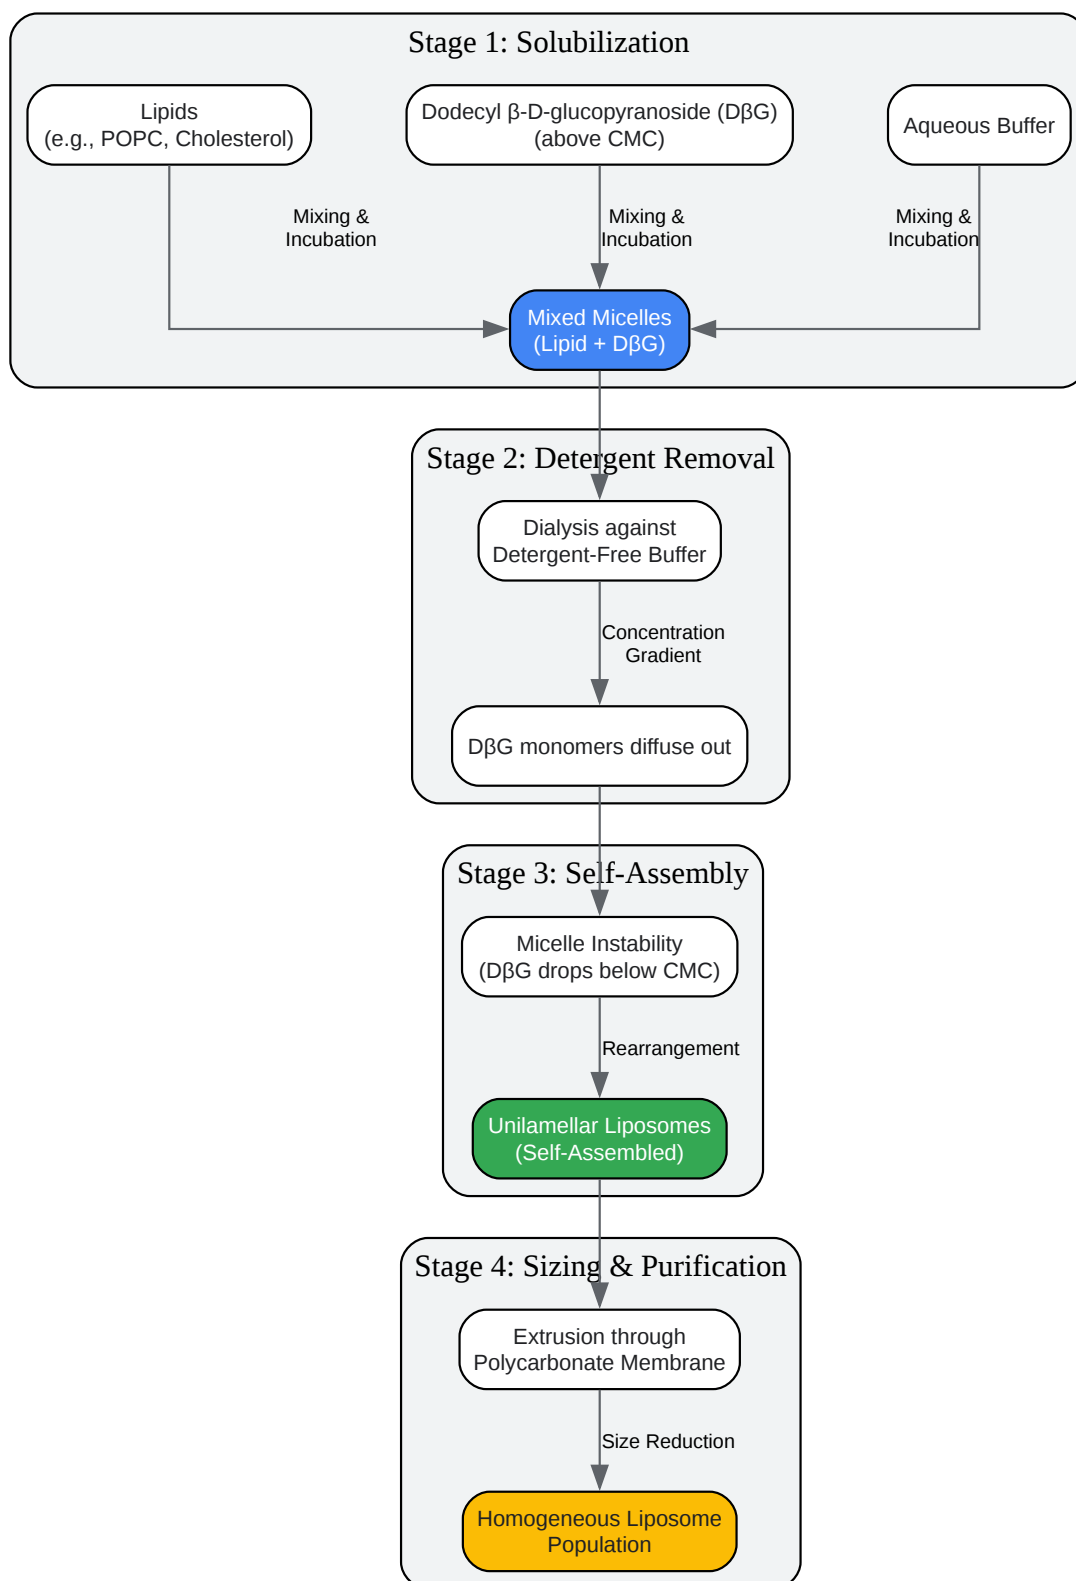 Stage 1: Solubilization
Lipids
(e.g., POPC, Cholesterol)
Dodecyl β-D-glucopyranoside (DβG)
(above CMC)
Aqueous Buffer
Mixing &
Incubation
Mixing &
Incubation
Mixing &
Incubation
Mixed Micelles
(Lipid + DβG)
Stage 2: Detergent Removal
Dialysis against
Detergent-Free Buffer
Concentration
Gradient
DβG monomers diffuse out
Stage 3: Self-Assembly
Micelle Instability
(DβG drops below CMC)
Rearrangement
Unilamellar Liposomes
(Self-Assembled)
Stage 4: Sizing & Purification
Extrusion through
Polycarbonate Membrane
Size Reduction
Homogeneous Liposome
Population